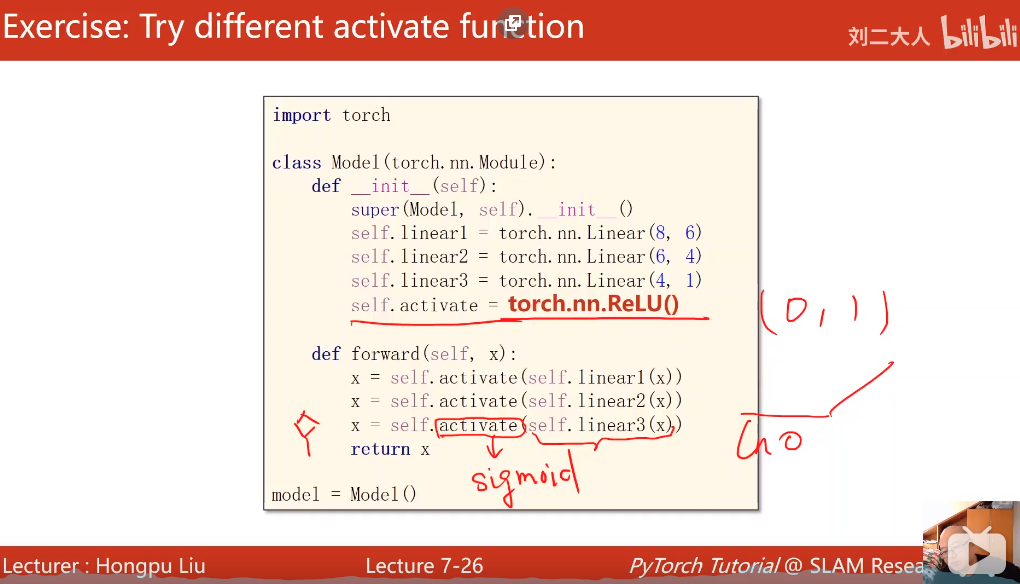 Exercise: Try different activate function
刘二大人 bilibili
import torch
class Model(torch.nn.Module):
def __init__(self):
super(Model, self).__init__()
self.linear1 = torch.nn.Linear(8, 6)
self.linear2 = torch.nn.Linear(6, 4)
self.linear3 = torch.nn.Linear(4, 1)
self.activate = torch.nn.ReLU()
(0, 1)
def forward(self, x):
x = self.activate(self.linear1(x))
x = self.activate(self.linear2(x))
x = self.activate(self.linear3(x))
return x
sigmoid
model = Model()
Lecturer : Hongpu Liu
Lecture 7-26
PyTorch Tutorial @ SLAM